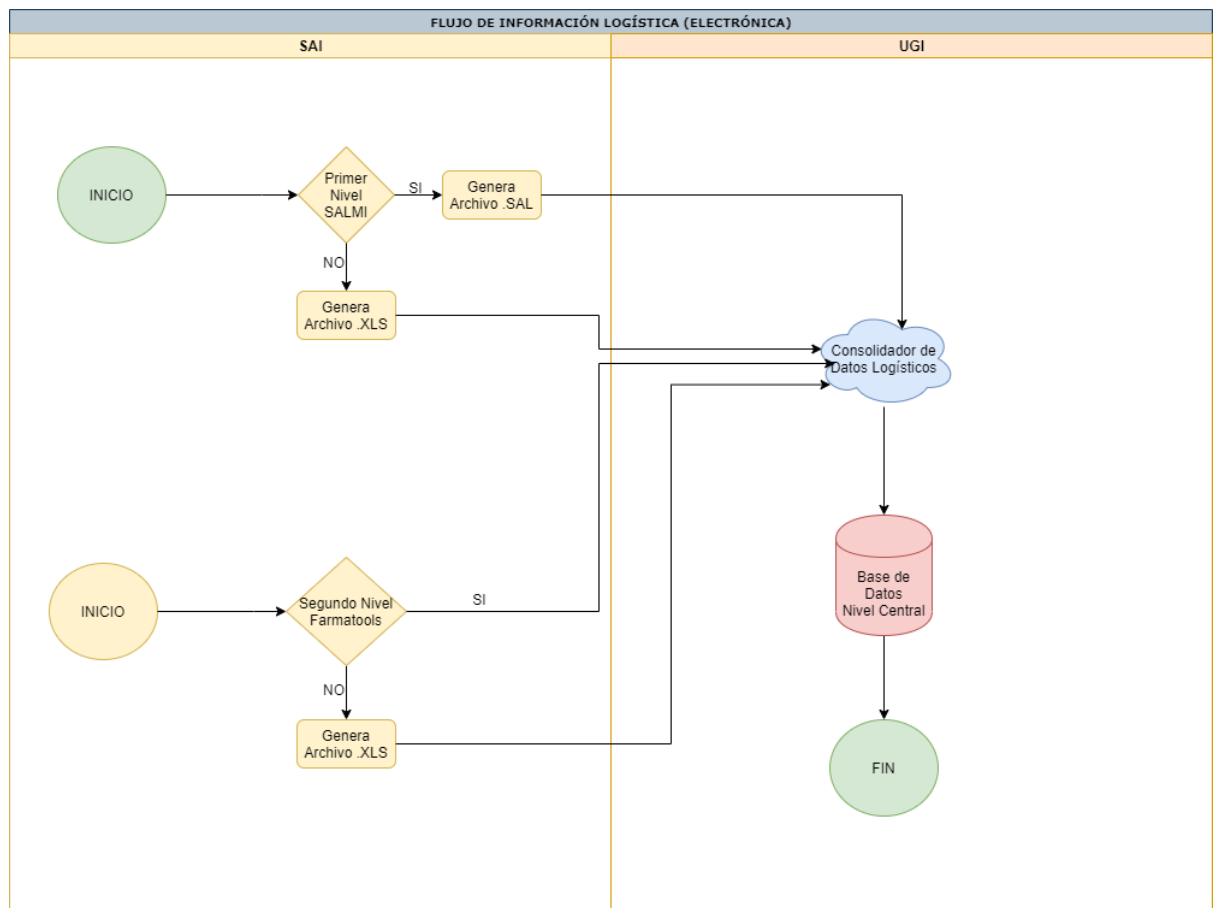 FLUJO DE INFORMACIÓN LOGÍSTICA (ELECTRÓNICA)
SAI
UGI
INICIO
Primer
Nivel
SALMI
SI
Genera
Archivo .SAL
NO
Genera
Archivo .XLS
Consolidador de
Datos Logísticos
INICIO
Segundo Nivel
Farmatools
SI
NO
Genera
Archivo .XLS
Base de
Datos
Nivel Central
FIN